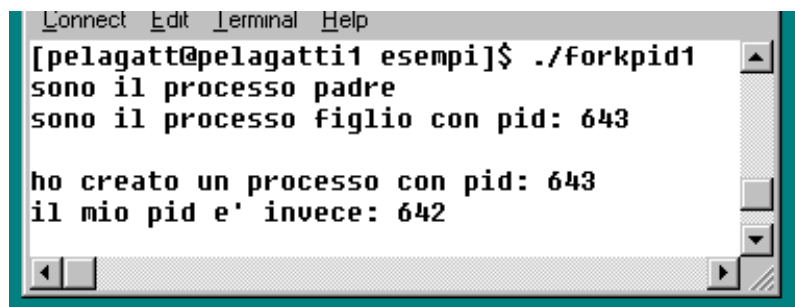 Connect Edit Terminal Help
[pelagatt@pelagatti1 esempi]$ ./forkpid1
sono il processo padre
sono il processo figlio con pid: 643
ho creato un processo con pid: 643
il mio pid e' invece: 642